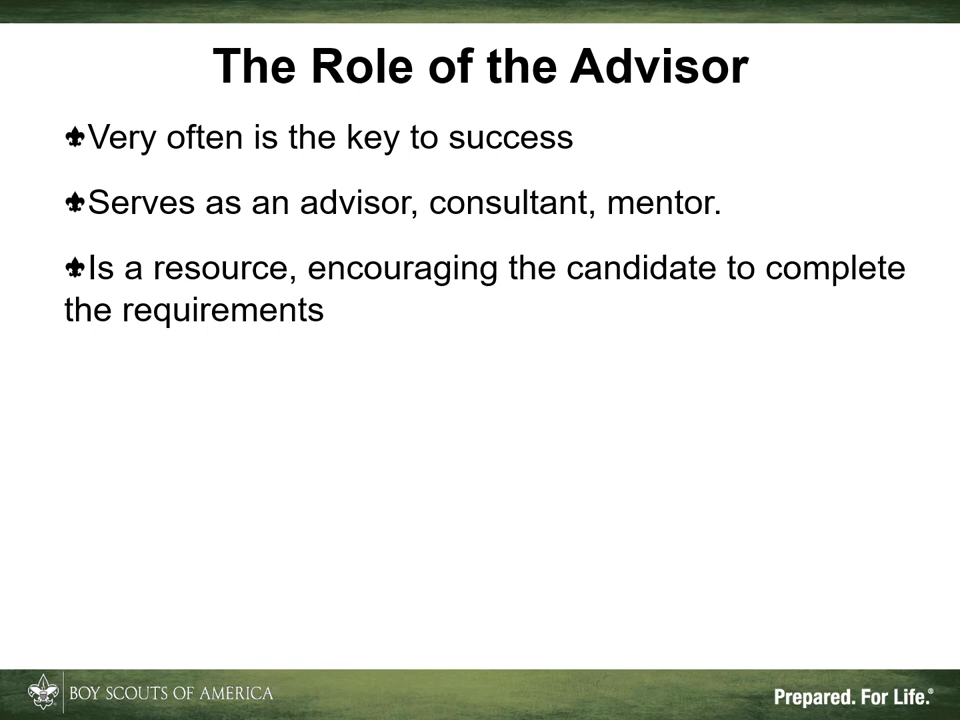 The Role of the Advisor
Very often is the key to success
Serves as an advisor, consultant, mentor.
Is a resource, encouraging the candidate to complete
the requirements
BOY SCOUTS OF AMERICA
Prepared. For Life.®